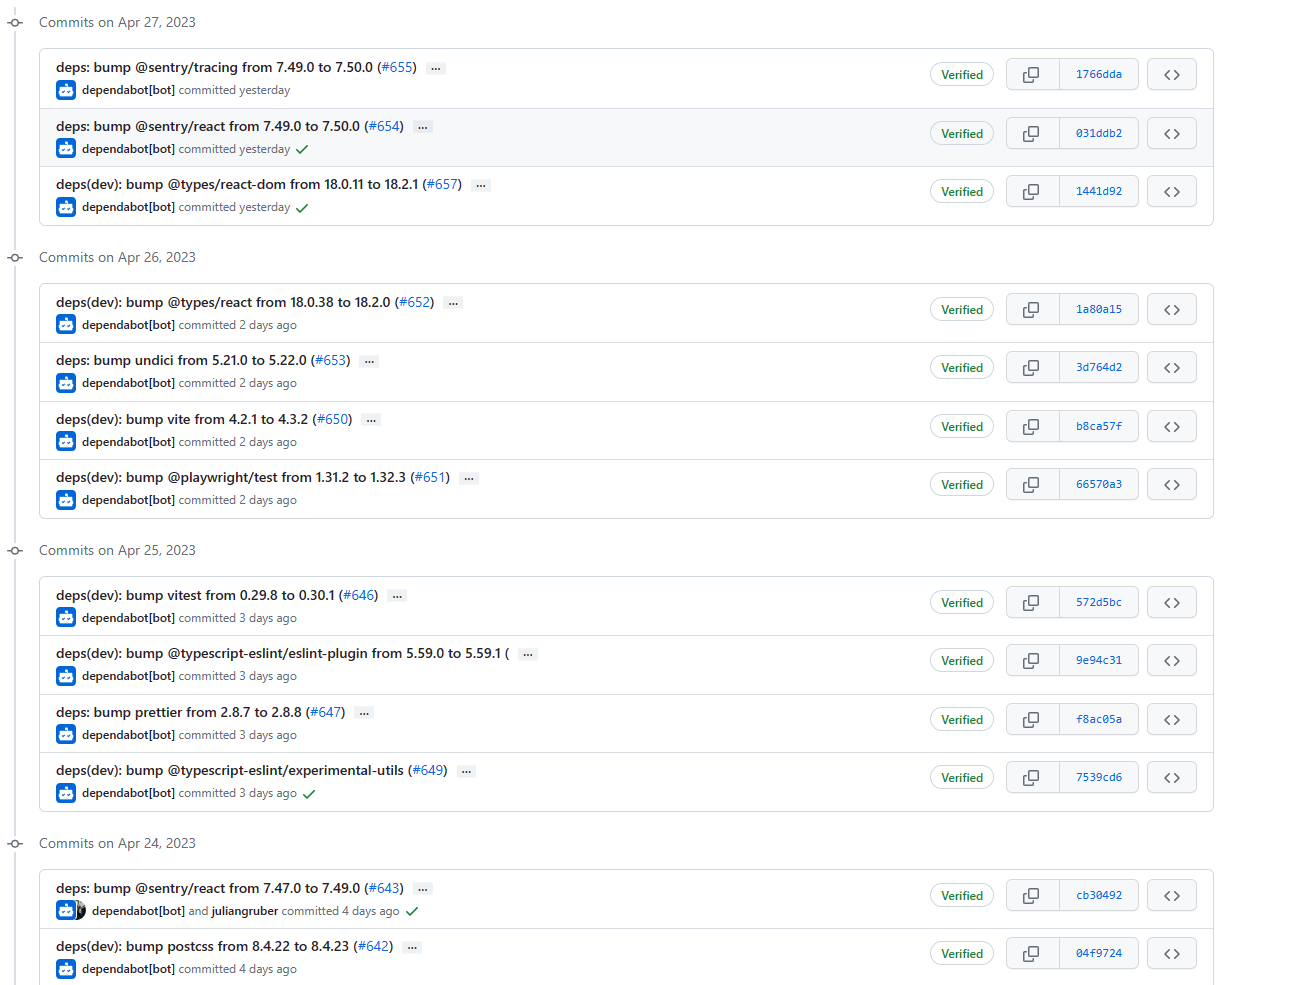 Commits on Apr 27, 2023
deps: bump @sentry/tracing from 7.49.0 to 7.50.0 (#655) ...
Verified 1766dda
dependabot[bot] committed yesterday
deps: bump @sentry/react from 7.49.0 to 7.50.0 (#654) ...
Verified 031ddb2
dependabot[bot] committed yesterday
deps(dev): bump @types/react-dom from 18.0.11 to 18.2.1 (#657) ...
Verified 1441d92
dependabot[bot] committed yesterday
Commits on Apr 26, 2023
deps(dev): bump @types/react from 18.0.38 to 18.2.0 (#652) ...
Verified 1a80a15
dependabot[bot] committed 2 days ago
deps: bump undici from 5.21.0 to 5.22.0 (#653) ...
Verified 3d764d2
dependabot[bot] committed 2 days ago
deps(dev): bump vite from 4.2.1 to 4.3.2 (#650) ...
Verified b8ca57f
dependabot[bot] committed 2 days ago
deps(dev): bump @playwright/test from 1.31.2 to 1.32.3 (#651) ...
Verified 66570a3
dependabot[bot] committed 2 days ago
Commits on Apr 25, 2023
deps(dev): bump vitest from 0.29.8 to 0.30.1 (#646) ...
Verified 572d5bc
dependabot[bot] committed 3 days ago
deps(dev): bump @typescript-eslint/eslint-plugin from 5.59.0 to 5.59.1 ( ...
Verified 9e94c31
dependabot[bot] committed 3 days ago
deps: bump prettier from 2.8.7 to 2.8.8 (#647) ...
Verified f8ac05a
dependabot[bot] committed 3 days ago
deps(dev): bump @typescript-eslint/experimental-utils (#649) ...
Verified 7539cd6
dependabot[bot] committed 3 days ago
Commits on Apr 24, 2023
deps: bump @sentry/react from 7.47.0 to 7.49.0 (#643) ...
Verified cb30492
dependabot[bot] and juliangruber committed 4 days ago
deps(dev): bump postcss from 8.4.22 to 8.4.23 (#642) ...
Verified 04f9724
dependabot[bot] committed 4 days ago